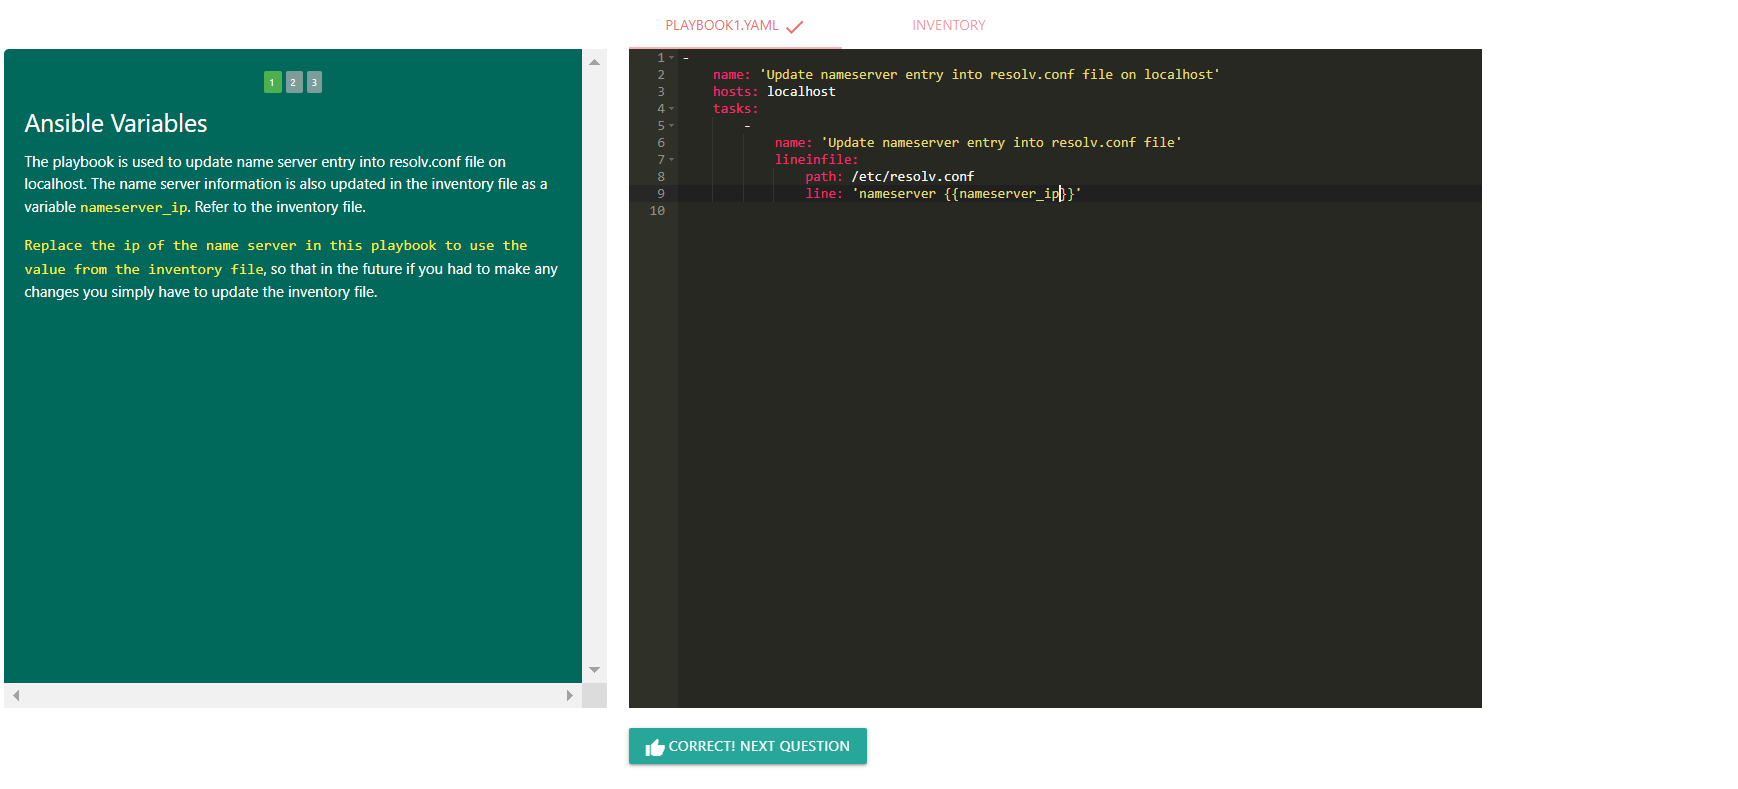 PLAYBOOK1.YAML
INVENTORY
1 2 3
Ansible Variables
The playbook is used to update name server entry into resolv.conf file on
localhost. The name server information is also updated in the inventory file as a
variable nameserver_ip. Refer to the inventory file.
Replace the ip of the name server in this playbook to use the
value from the inventory file, so that in the future if you had to make any
changes you simply have to update the inventory file.
1 -
2 name: 'Update nameserver entry into resolv.conf file on localhost'
3 hosts: localhost
4 tasks:
5 -
6 name: 'Update nameserver entry into resolv.conf file'
7 lineinfile:
8 path: /etc/resolv.conf
9 line: 'nameserver {{nameserver_ip}}'
10
CORRECT! NEXT QUESTION